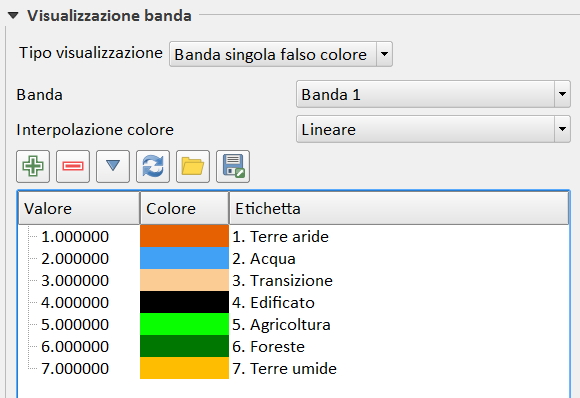 Visualizzazione banda
Tipo visualizzazione Banda singola falso colore
Banda Banda 1
Interpolazione colore Lineare
Valore Colore Etichetta
1.000000 1. Terre aride
2.000000 2. Acqua
3.000000 3. Transizione
4.000000 4. Edificato
5.000000 5. Agricoltura
6.000000 6. Foreste
7.000000 7. Terre umide